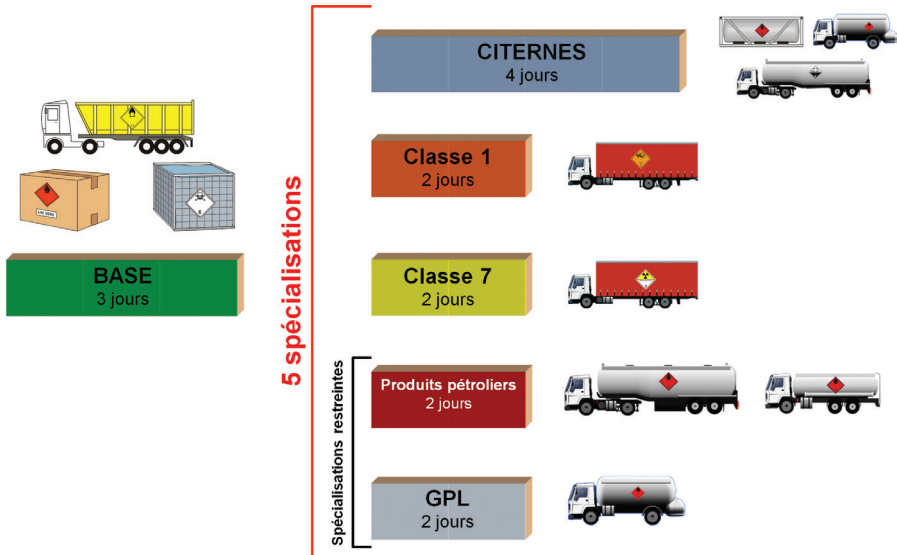 BASE
3 jours
5 spécialisations
CITERNES
4 jours
Classe 1
2 jours
Classe 7
2 jours
Spécialisations restreintes
Produits pétroliers
2 jours
GPL
2 jours